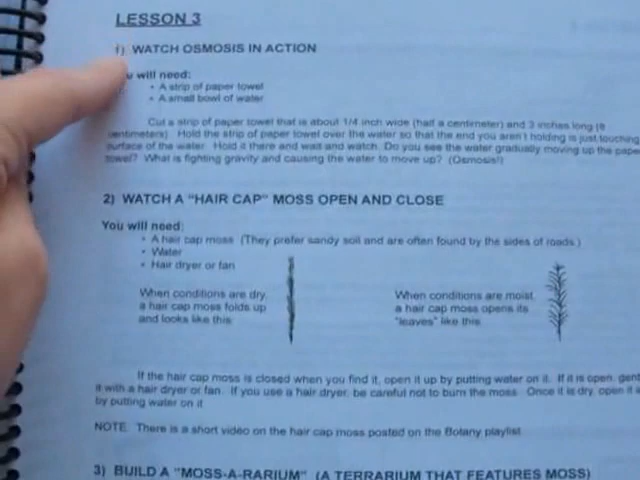 LESSON 3
1) WATCH OSMOSIS IN ACTION
will need:
• A strip of paper towel
• A small bowl of water
Cut a strip of paper towel that is about 1/4 inch wide (half a centimeter) and 3 inches long (8
centimeters). Hold the strip of paper towel over the water so that the end you aren't holding is just touching
surface of the water. Hold it there and wait and watch. Do you see the water gradually moving up the
towel? What is fighting gravity and causing the water to move up? (Osmosis!)
2) WATCH A "HAIR CAP" MOSS OPEN AND CLOSE
You will need:
• A hair cap moss (They prefer sandy soil and are often found by the sides of roads.)
• Water
• Hair dryer or fan
When conditions are dry,
a hair cap moss folds up
and looks like this:
When conditions are moist,
a hair cap moss opens its
"leaves" like this:
If the hair cap moss is closed when you find it, open it up by putting water on it. If it is open,
it with a hair dryer or fan. If you use a hair dryer, be careful not to burn the moss. Once it is dry, open it
by putting water on it.
NOTE: There is a short video on the hair cap moss posted on the Botany playlist.
3) BUILD A "MOSS-A-RARIUM" (A TERRARIUM THAT FEATURES MOSS)